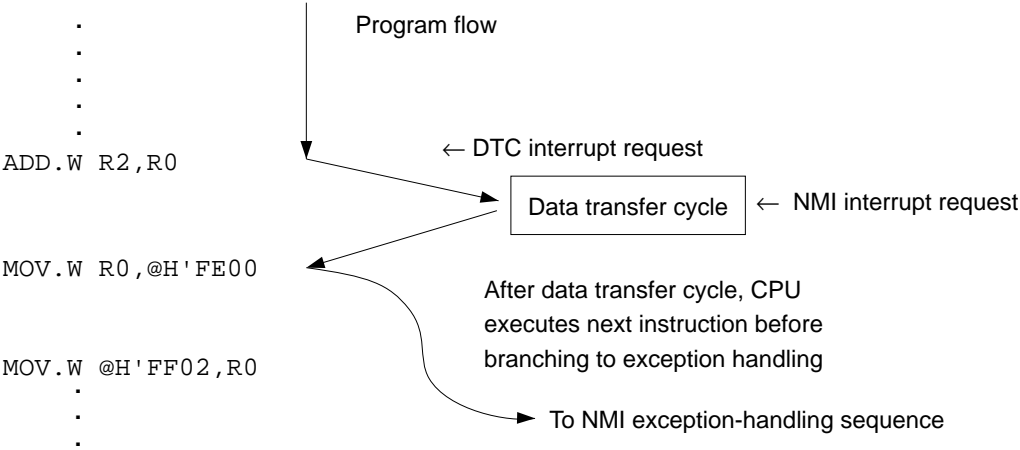 Program flow
ADD.W R2,R0
← DTC interrupt request
Data transfer cycle
← NMI interrupt request
MOV.W R0,@H'FE00
After data transfer cycle, CPU
executes next instruction before
branching to exception handling
MOV.W @H'FF02,R0
To NMI exception-handling sequence